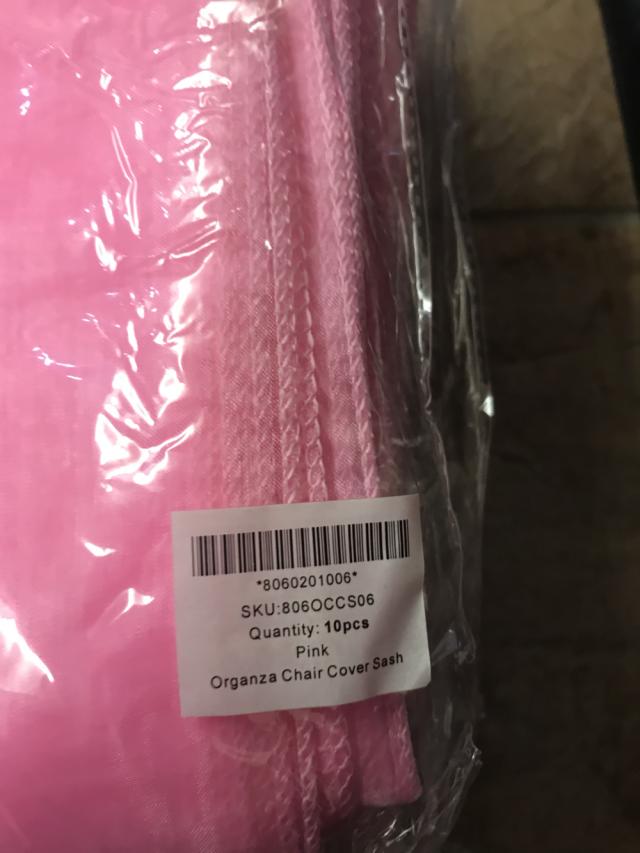 *8060201006*
SKU:806OCCS06
Quantity: 10pcs
Pink
Organza Chair Cover Sash